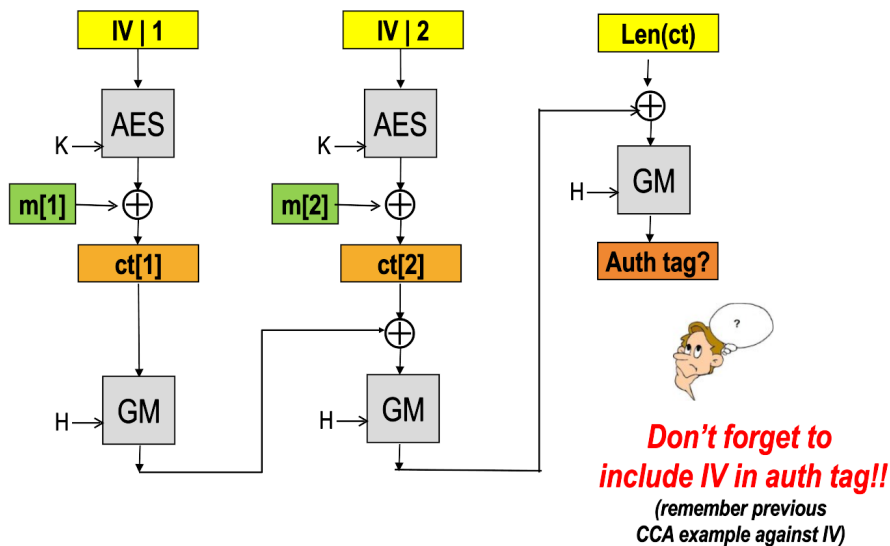 IV | 1
IV | 2
Len(ct)
AES
AES
K
K
GM
H
m[1]
m[2]
ct[1]
ct[2]
Auth tag?
?
GM
GM
H
H
Don't forget to
include IV in auth tag!!
(remember previous
CCA example against IV)